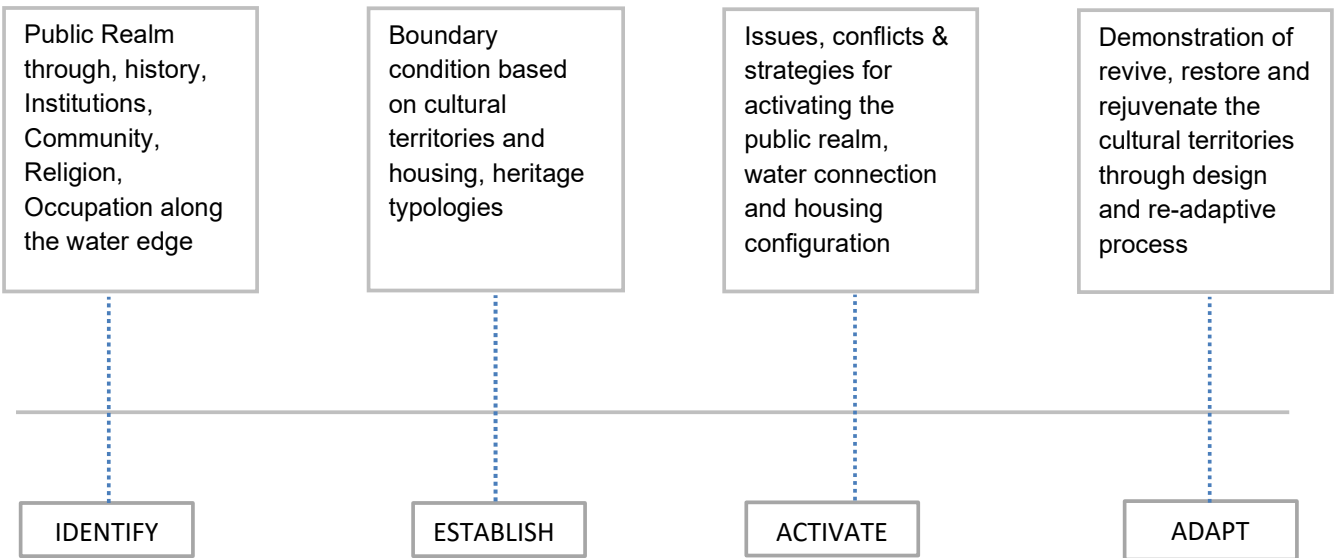 Public Realm
through, history,
Institutions,
Community,
Religion,
Occupation along
the water edge
Boundary
condition based
on cultural
territories and
housing, heritage
typologies
Issues, conflicts &
strategies for
activating the
public realm,
water connection
and housing
configuration
Demonstration of
revive, restore and
rejuvenate the
cultural territories
through design
and re-adaptive
process
IDENTIFY
ESTABLISH
ACTIVATE
ADAPT